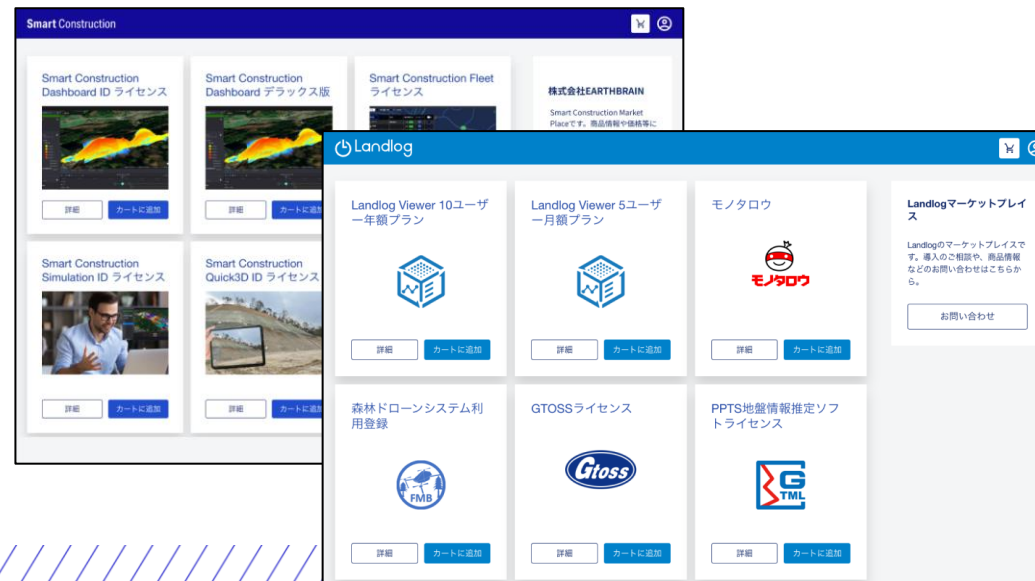 Smart Construction
Smart Construction
Dashboard ID ライセンス
詳細
カートに追加
Smart Construction
Dashboard デラックス版
詳細
カートに追
Smart Construction Fleet
ライセンス
株式会社EARTHBRAIN
Smart Construction Market
Placeです。商品情報や価格等に
Smart Construction
Simulation ID ライセンス
詳細
カートに追加
Smart Construction
Quick3D ID ライセンス
詳細
カートに追
Landlog
Landlog Viewer 10ユーザ
ー年額プラン
詳細
カートに追加
Landlog Viewer 5ユーザ
ー月額プラン
詳細
カートに追加
モノタロウ
モノタロウ
詳細
カートに追加
Landlogマーケットプレイ
ス
Landlogのマーケットプレイスで
す。導入のご相談や、商品情報
などのお問い合わせはこちらか
ら。
お問い合わせ
森林ドローンシステム利
用登録
FMB
詳細
カートに追加
GTOSSライセンス
Gtoss
詳細
カートに追加
PPTS地盤情報推定ソフ
トライセンス
G
TML
詳細
カートに追加